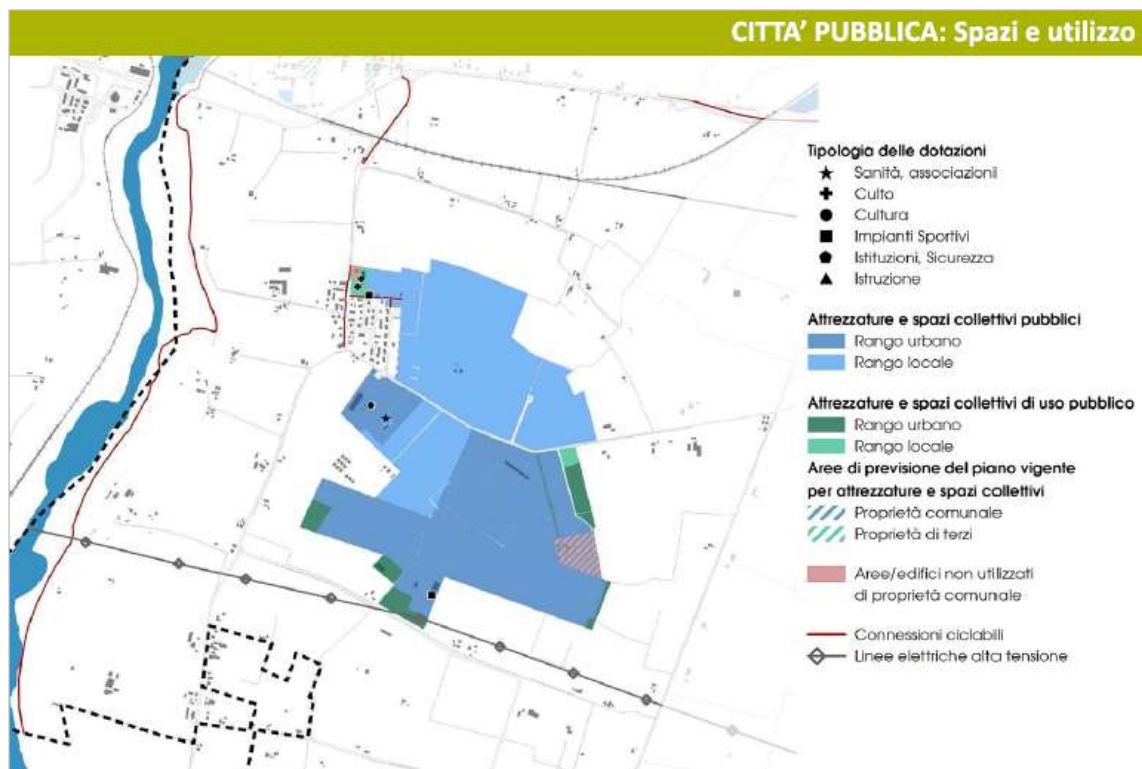 CITTA' PUBBLICA: Spazi e utilizzo
Tipologia delle dotazioni
Sanità, associazioni
Culto
Cultura
Impianti Sportivi
Istituzioni, Sicurezza
Istruzione
Attrezzature e spazi collettivi pubblici
Rango urbano
Rango locale
Attrezzature e spazi collettivi di uso pubblico
Rango urbano
Rango locale
Aree di previsione del piano vigente
per attrezzature e spazi collettivi
Proprietà comunale
Proprietà di terzi
Aree/edifici non utilizzati
di proprietà comunale
Connessioni ciclabili
Linee elettriche alta tensione